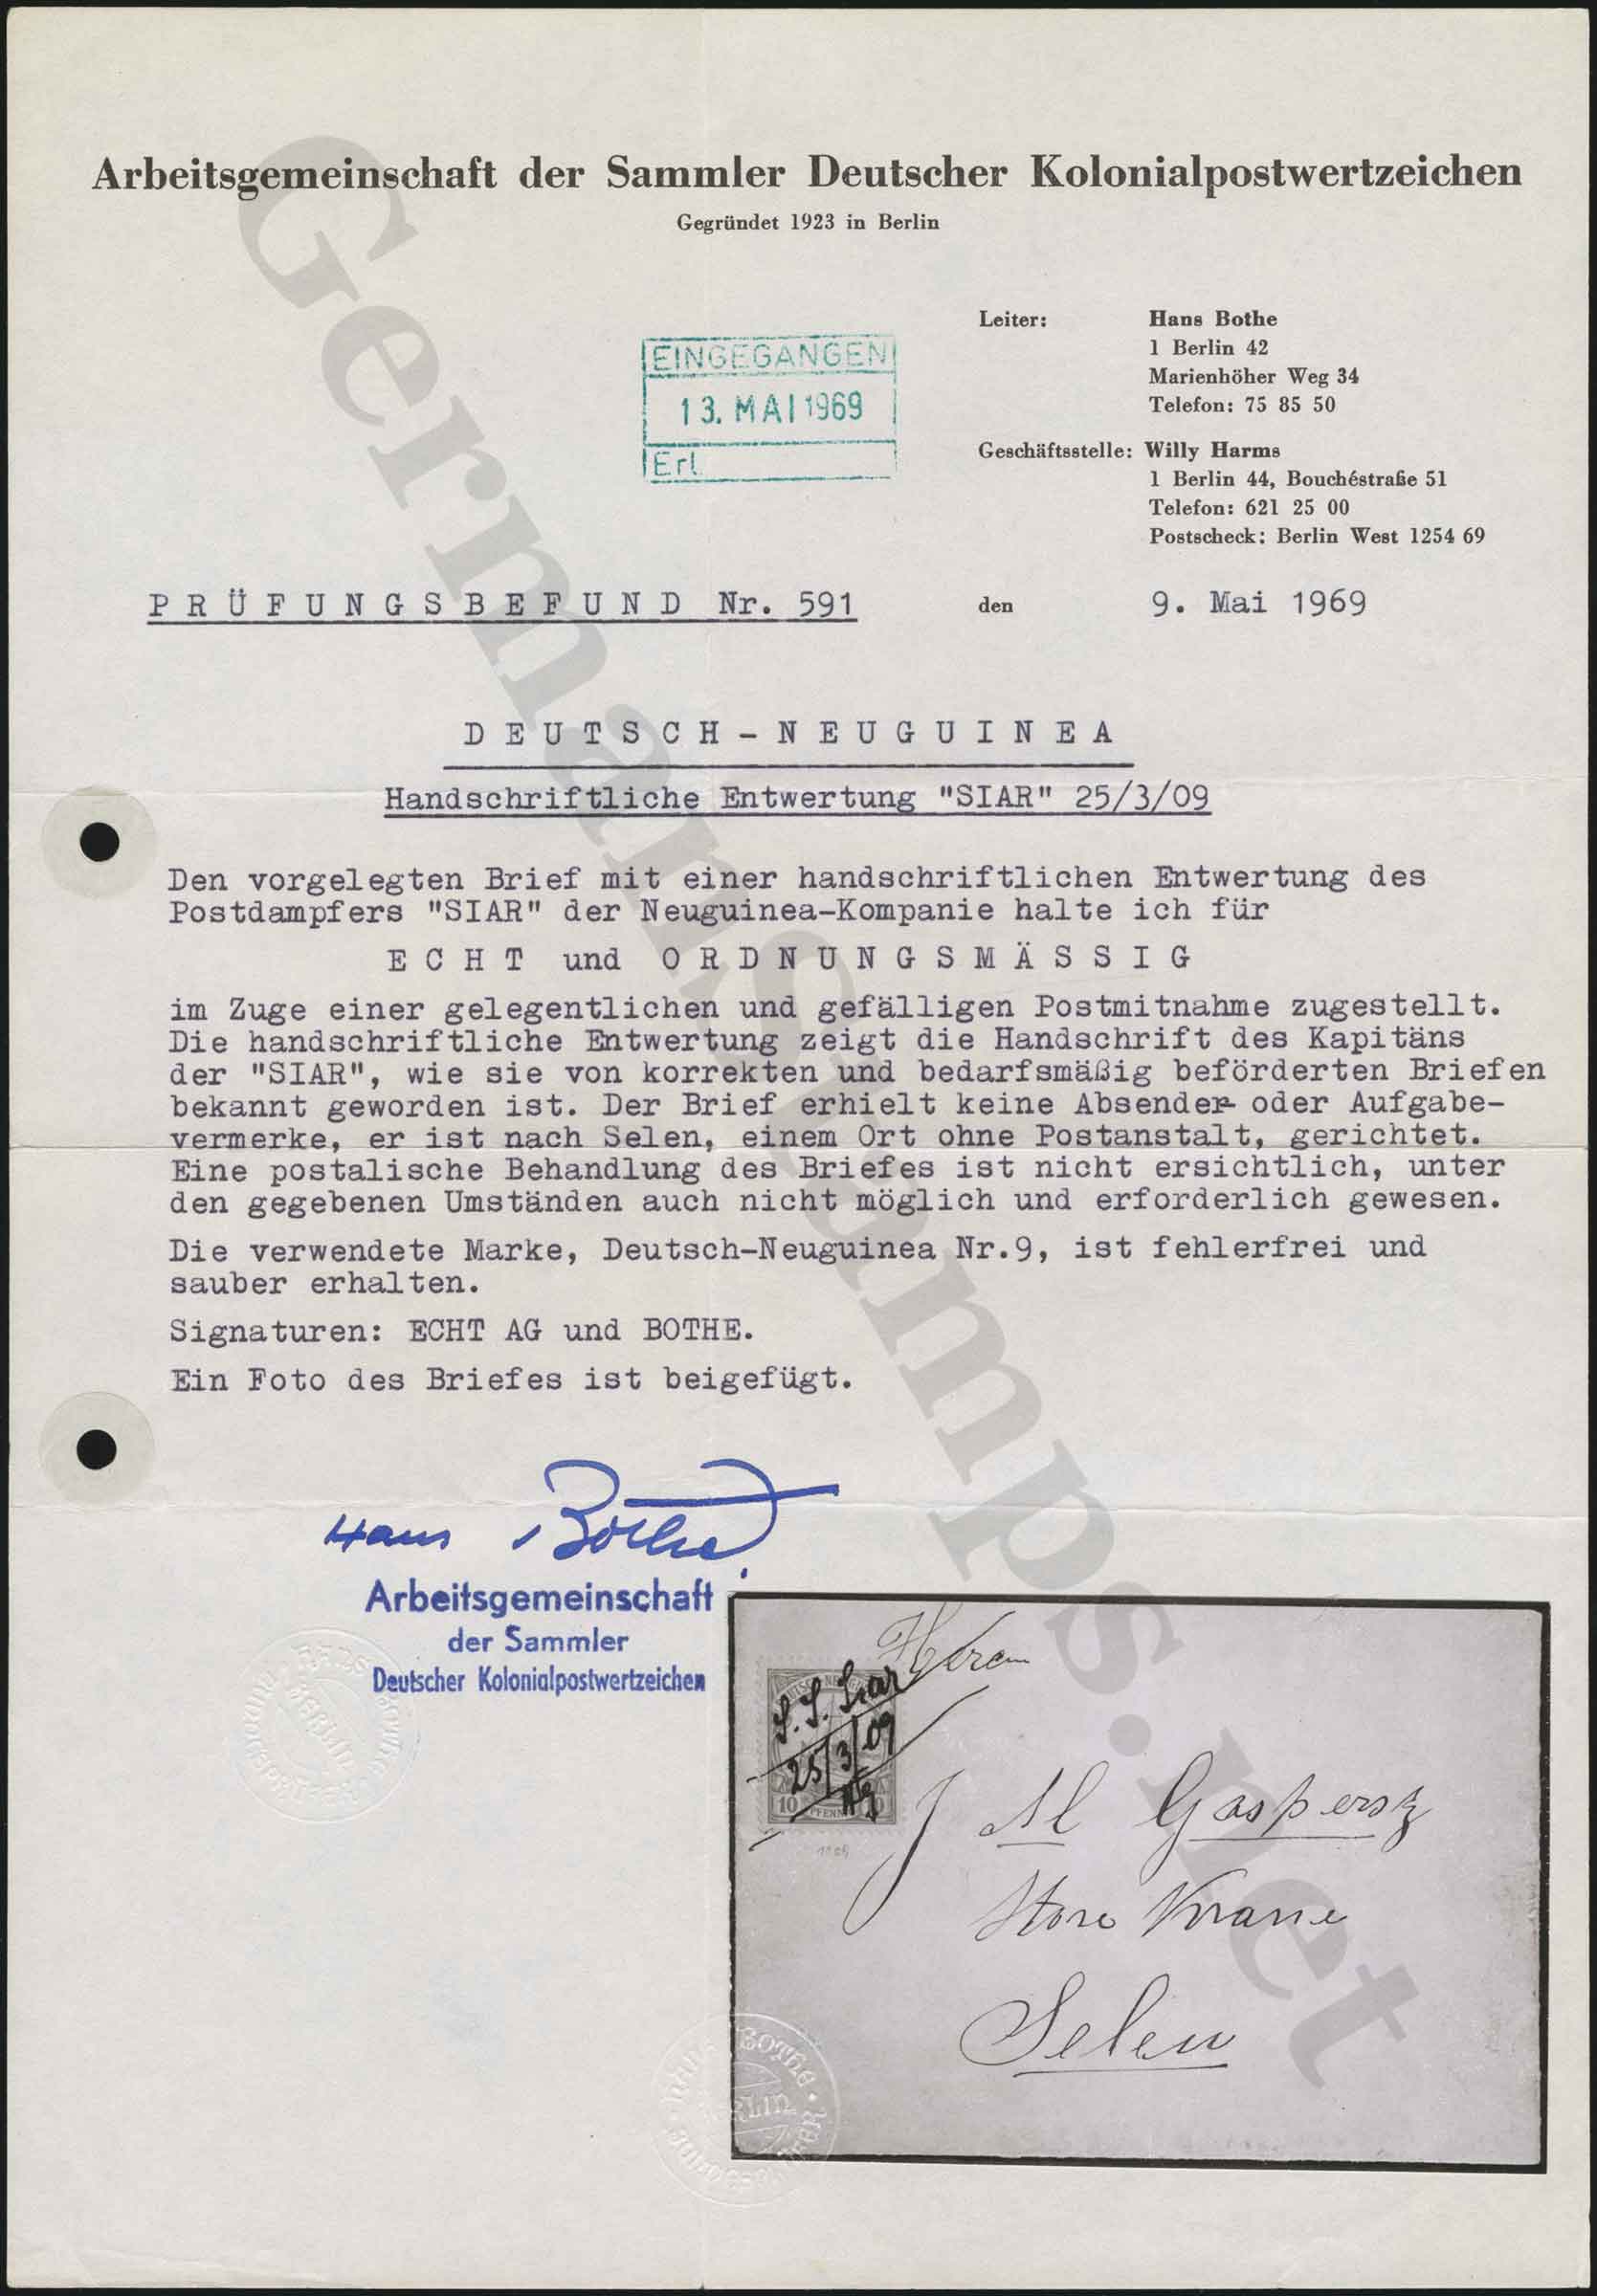 Arbeitsgemeinschaft der Sammler Deutscher Kolonialpostwertzeichen
Gegründet 1923 in Berlin
Leiter: Hans Bothe
1 Berlin 42
Marienhöher Weg 34
Telefon: 75 85 50
EINGEGANGEN
13. MAI 1969
Erl.
Geschäftsstelle: Willy Harms
1 Berlin 44, Bouchéstraße 51
Telefon: 621 25 00
Postscheck: Berlin West 1254 69
PRÜFUNGSBEFUND Nr. 591
den 9. Mai 1969
DEUTSCH-NEUGUINEA
Handschriftliche Entwertung "SIAR" 25/3/09
Den vorgelegten Brief mit einer handschriftlichen Entwertung des
Postdampfers "SIAR" der Neuguinea-Kompanie halte ich für
ECHT und ORDNUNGSMÄSSIG
im Zuge einer gelegentlichen und gefälligen Postmitnahme zugestellt.
Die handschriftliche Entwertung zeigt die Handschrift des Kapitäns
der "SIAR", wie sie von korrekten und bedarfsmäßig beförderten Briefen
bekannt geworden ist. Der Brief erhielt keine Absender- oder Aufgabe-
vermerke, er ist nach Selen, einem Ort ohne Postanstalt, gerichtet.
Eine postalische Behandlung des Briefes ist nicht ersichtlich, unter
den gegebenen Umständen auch nicht möglich und erforderlich gewesen.
Die verwendete Marke, Deutsch-Neuguinea Nr.9, ist fehlerfrei und
sauber erhalten.
Signaturen: ECHT AG und BOTHE.
Ein Foto des Briefes ist beigefügt.
Hans Bothe
Arbeitsgemeinschaft
der Sammler
Deutscher Kolonialpostwertzeichen
Herrn
S. S. Siar
25/3/09
10 PFENN
Gaspersz
Store
Selen
HANS BOTHE
BERLIN
GermanStamps.net